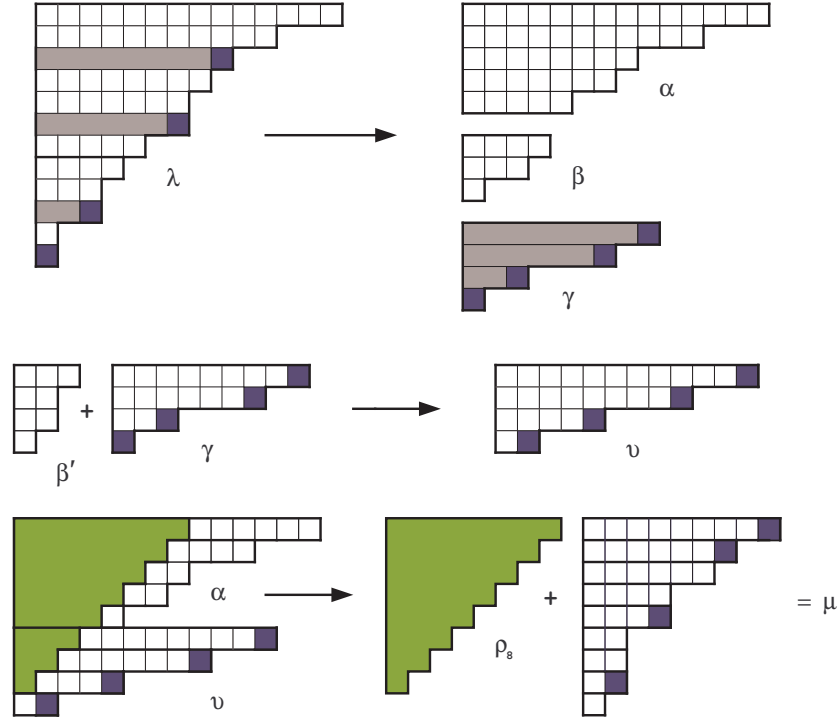 λ
α
β
γ
β′ + γ
υ
α
υ
ρ₈ + = μ